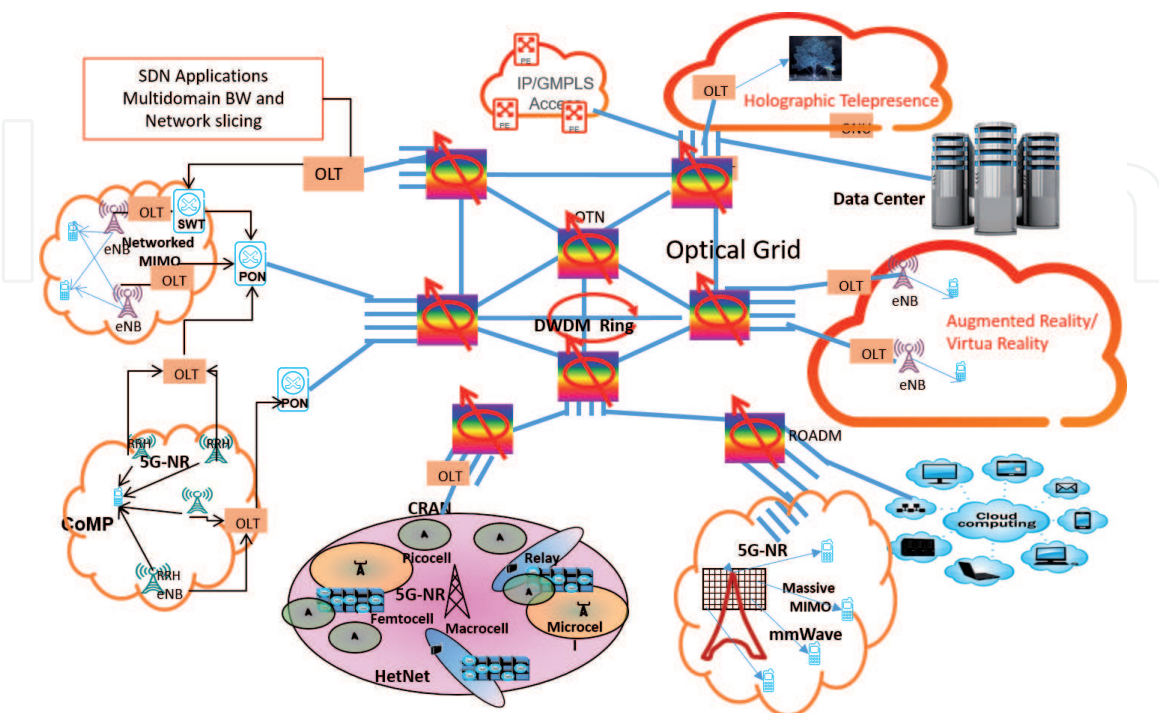 SDN Applications
Multidomain BW and
Network slicing
PE
IP/GMPLS
Access
PE
PE
OLT
Holographic Telepresence
ONU
Data Center
OLT
OLT
SWT
eNB
Networked
MIMO
OLT
PON
eNB
OTN
Optical Grid
DWDM Ring
OLT
eNB
Augmented Reality/
Virtua Reality
OLT
eNB
OLT
PON
RRH
RRH
5G-NR
CoMP
OLT
RRH
eNB
ROADM
OLT
CRAN
A
A
Picocell
Relay
A
5G-NR
A
A
Femtocell
Macrocell
Microcel
l
A
HetNet
5G-NR
Massive
MIMO
mmWave
Cloud
computing